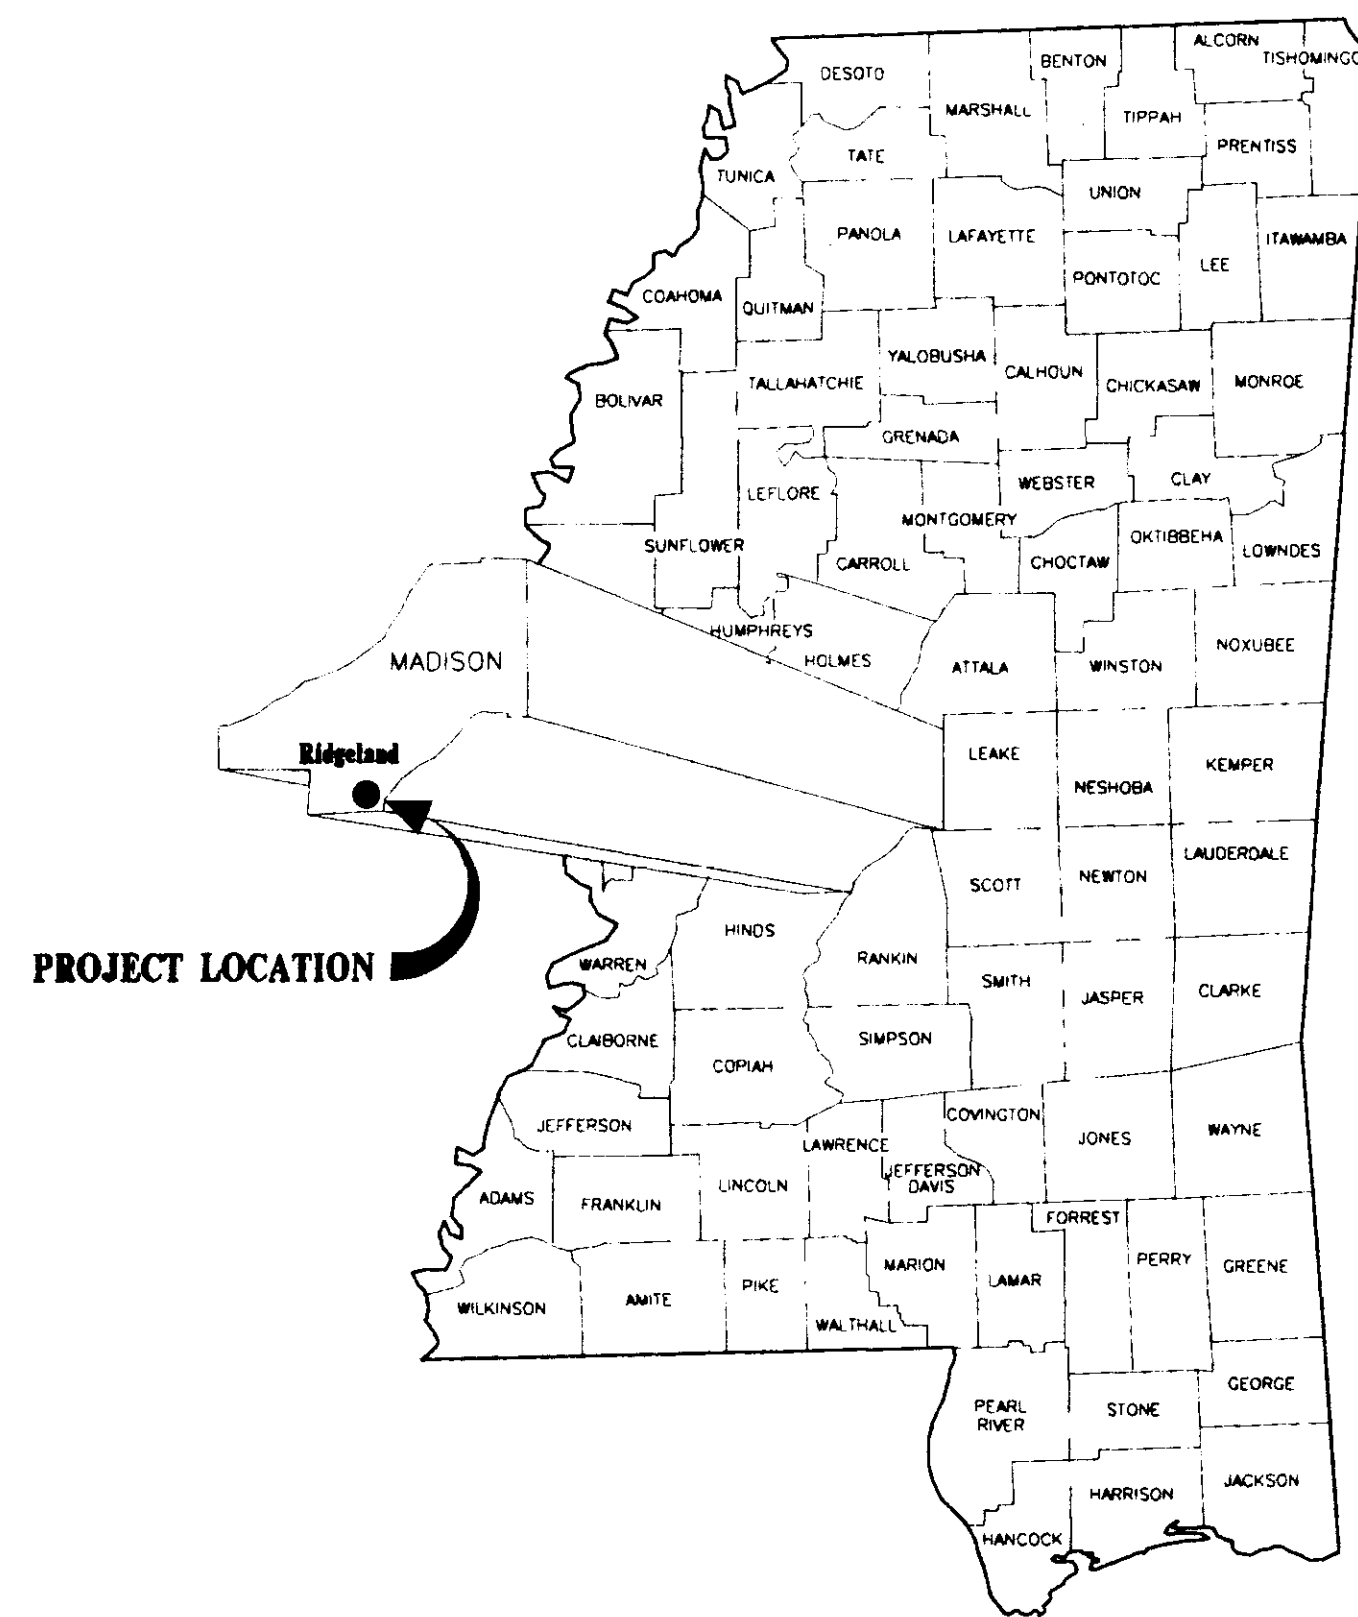 ALCORN
TISHOMINGO
BENTON
DESOTO
MARSHALL
TIPPAH
PRENTISS
TATE
TUNICA
UNION
PANOLA
LAFAYETTE
ITAWAMBA
LEE
PONTOTOC
COAHOMA
QUITMAN
YALOBUSHA
CALHOUN
TALLAHATCHIE
CHICKASAW
MONROE
BOLIVAR
GRENADA
WEBSTER
CLAY
LEFLORE
MONTGOMERY
OKTIBBEHA
SUNFLOWER
LOWNDES
CARROLL
CHOCTAW
HUMPHREYS
NOXUBEE
MADISON
HOLMES
ATTALA
WINSTON
Ridgeland
LEAKE
KEMPER
NESHOBA
LAUDERDALE
SCOTT
NEWTON
HINDS
RANKIN
PROJECT LOCATION
WARREN
SMITH
JASPER
CLARKE
CLAIBORNE
SIMPSON
COPIAH
COVINGTON
JEFFERSON
JONES
WAYNE
LAWRENCE
JEFFERSON
DAVIS
LINCOLN
ADAMS
FRANKLIN
FORREST
PERRY
MARION
GREENE
LAMAR
PIKE
AMITE
WILKINSON
WALTHALL
GEORGE
PEARL
RIVER
STONE
JACKSON
HARRISON
HANCOCK